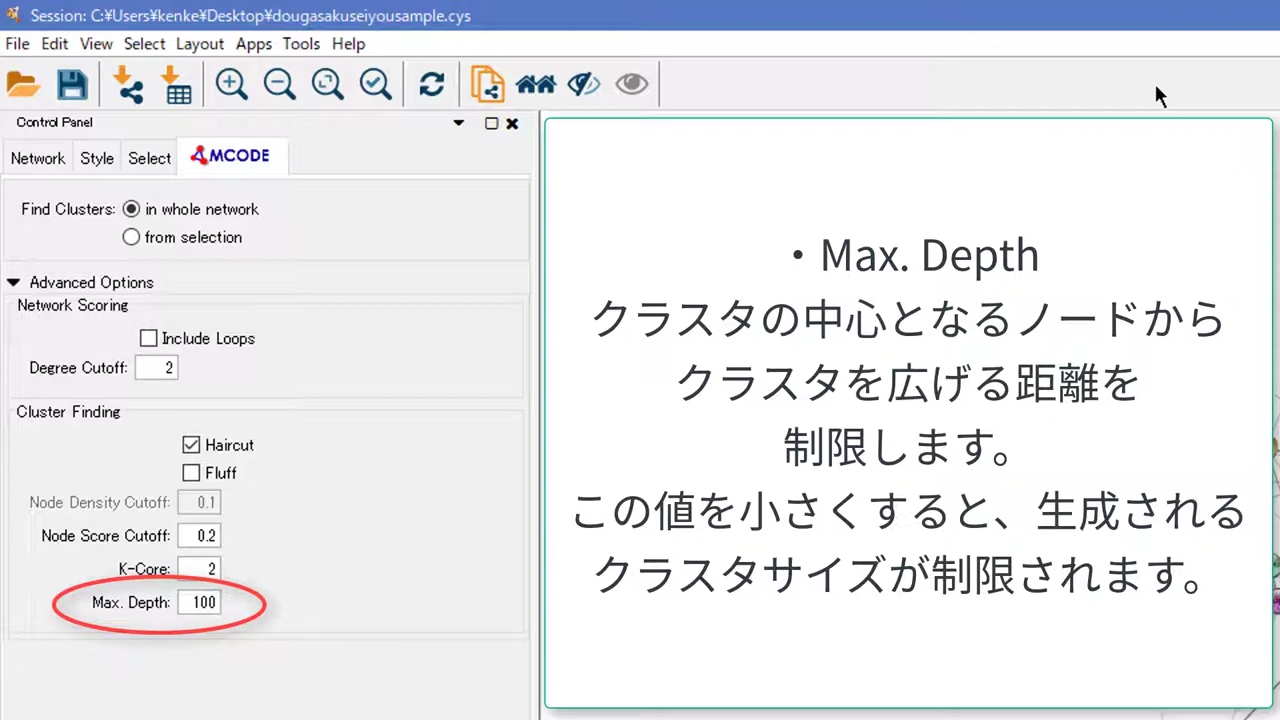 Session: C:¥Users¥kenke¥Desktop¥dougasakuseiyousample.cys
File Edit View Select Layout Apps Tools Help
Control Panel
Network Style Select MCODE
Find Clusters: in whole network
from selection
Advanced Options
Network Scoring
Include Loops
Degree Cutoff: 2
Cluster Finding
Haircut
Fluff
Node Density Cutoff: 0.1
Node Score Cutoff: 0.2
K-Core: 2
Max. Depth: 100
・Max. Depth
クラスタの中心となるノードから
クラスタを広げる距離を
制限します。
この値を小さくすると、生成される
クラスタサイズが制限されます。